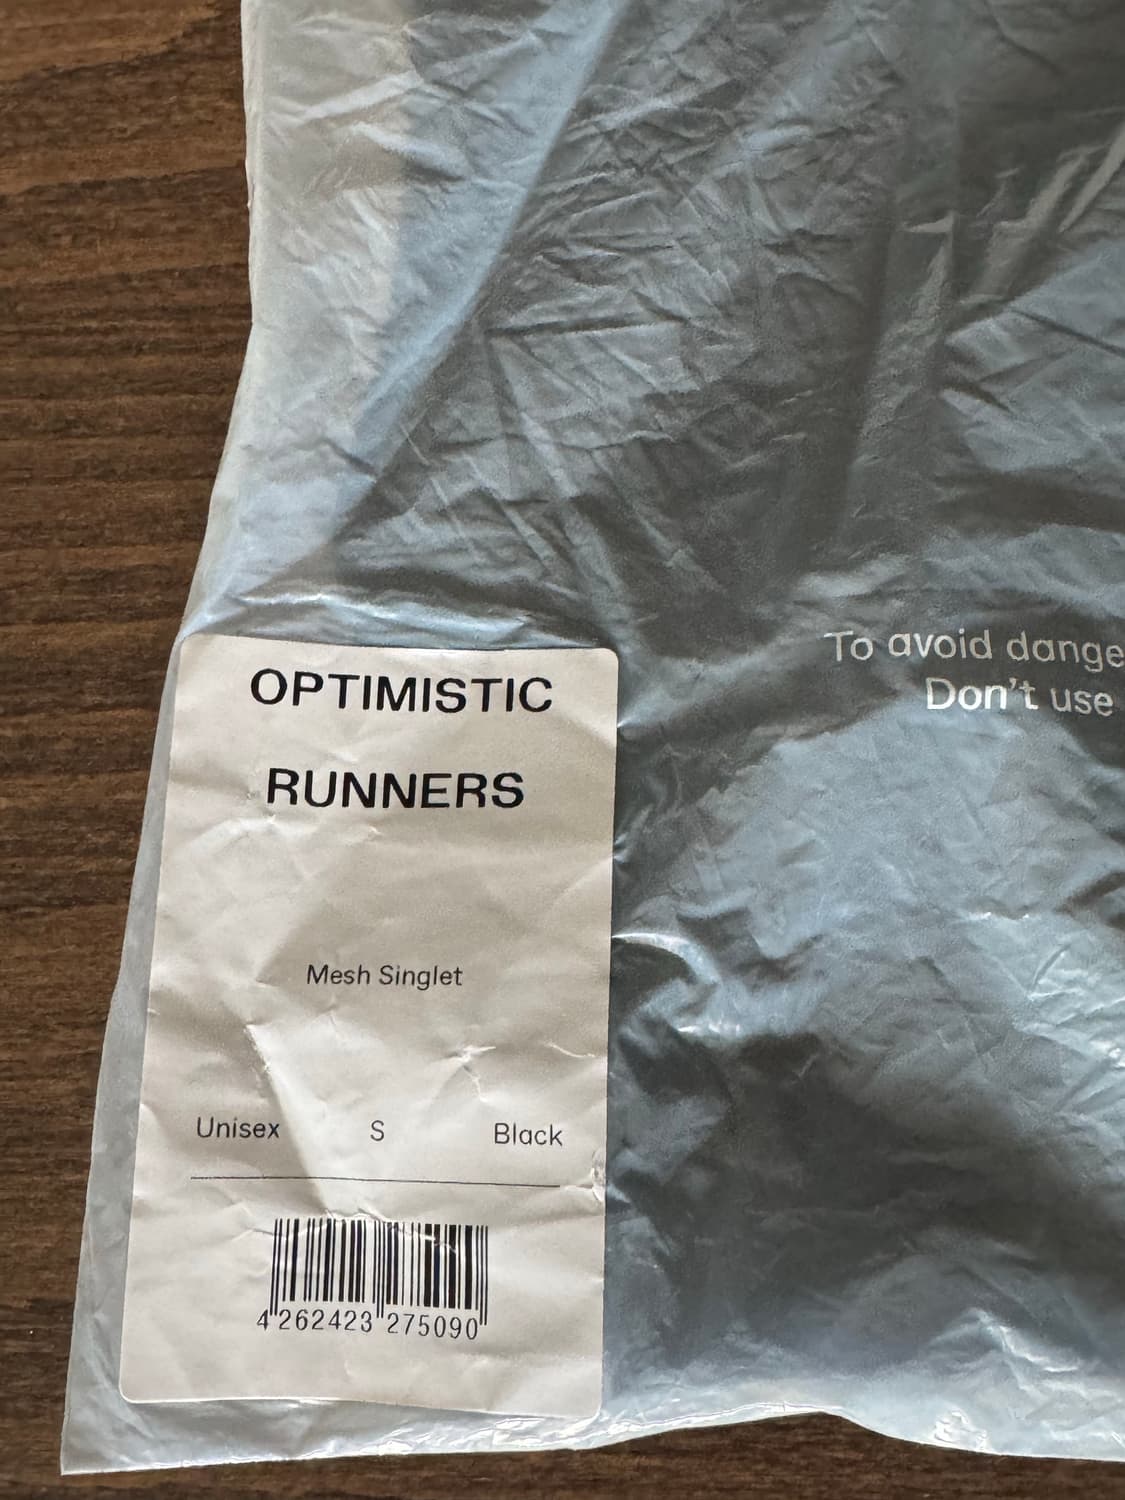 To avoid dange
Don't use
OPTIMISTIC
RUNNERS
Mesh Singlet
Unisex S Black
4 262423 275090